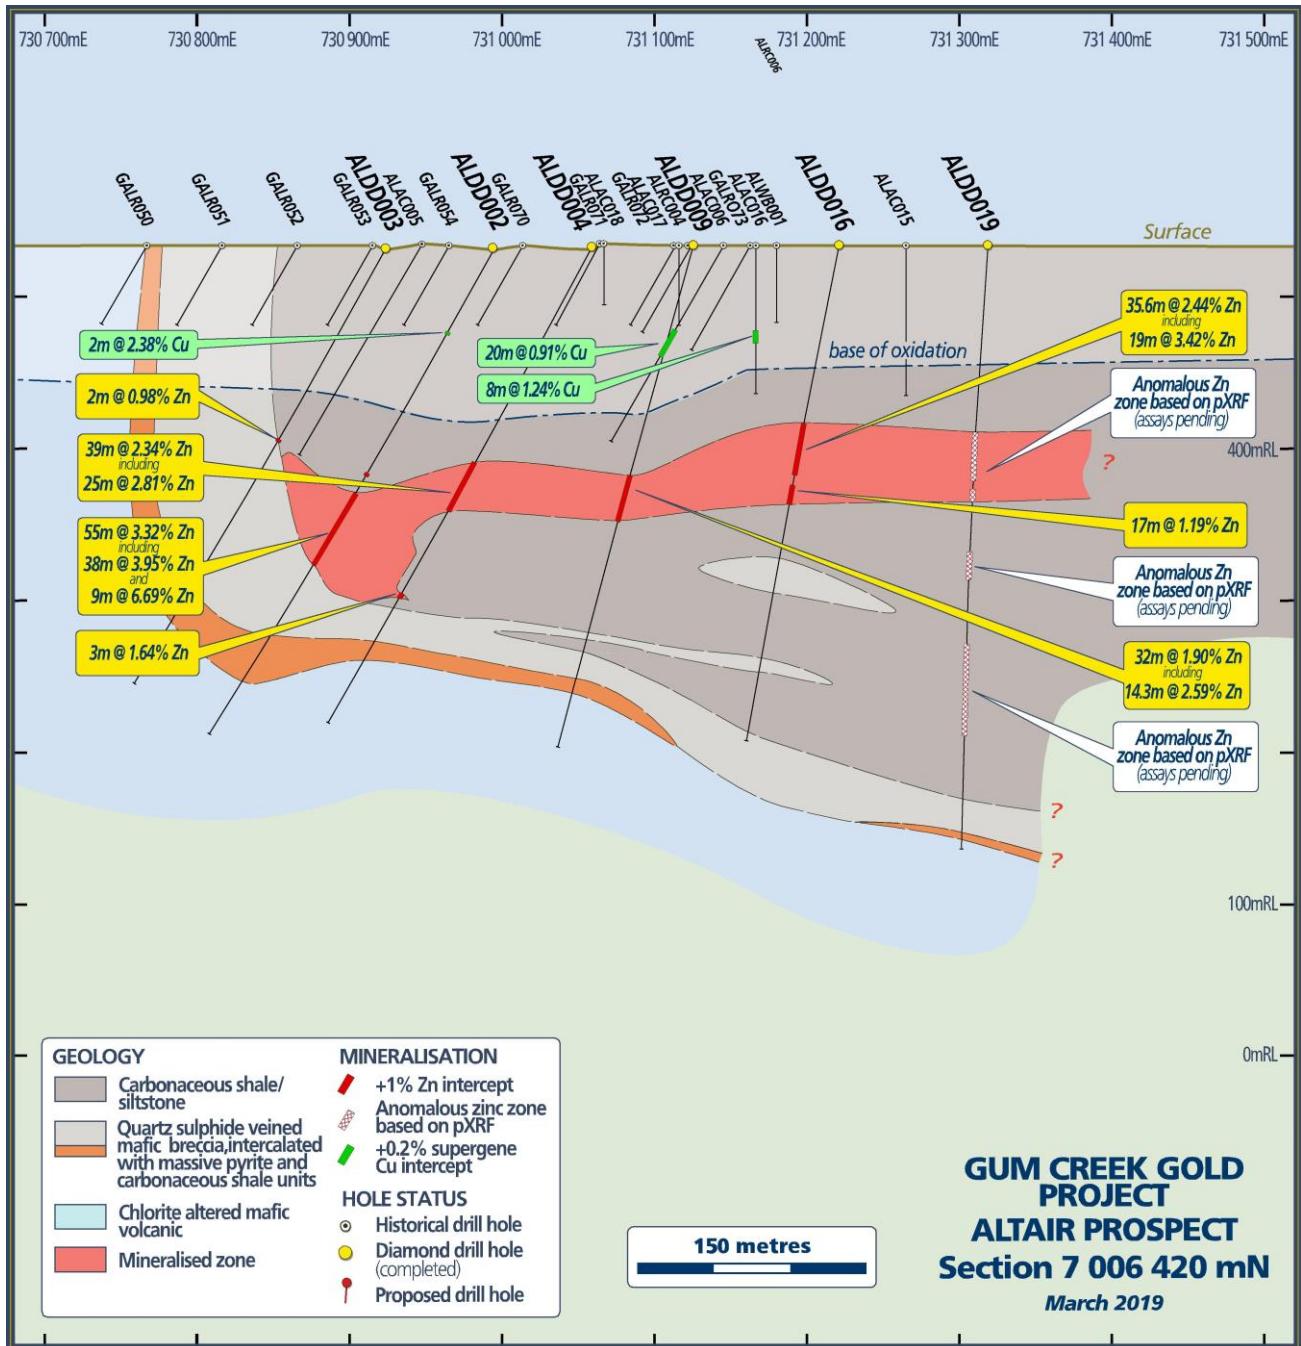 730 700mE
730 800mE
730 900mE
731 000mE
731 100mE
731 200mE
731 300mE
731 400mE
731 500mE
ALRC006
GALR050
GALR051
GALR052
GALR053
ALDD003
ALAC005
GALR054
ALDD002
GALR070
ALDD004
GALR071
ALAC018
GALR072
ALAC017
ALRC004
ALDD009
ALAC006
GALRO73
ALAC016
ALWB001
ALDD016
ALAC015
ALDD019
Surface
base of oxidation
2m @ 2.38% Cu
2m @ 0.98% Zn
39m @ 2.34% Zn
including
25m @ 2.81% Zn
55m @ 3.32% Zn
including
38m @ 3.95% Zn
and
9m @ 6.69% Zn
3m @ 1.64% Zn
20m @ 0.91% Cu
8m @ 1.24% Cu
35.6m @ 2.44% Zn
including
19m @ 3.42% Zn
Anomalous Zn
zone based on pXRF
(assays pending)
400mRL
?
17m @ 1.19% Zn
Anomalous Zn
zone based on pXRF
(assays pending)
32m @ 1.90% Zn
including
14.3m @ 2.59% Zn
Anomalous Zn
zone based on pXRF
(assays pending)
?
?
100mRL
0mRL
GEOLOGY
Carbonaceous shale/
siltstone
Quartz sulphide veined
mafic breccia,intercalated
with massive pyrite and
carbonaceous shale units
Chlorite altered mafic
volcanic
Mineralised zone
MINERALISATION
+1% Zn intercept
Anomalous zinc zone
based on pXRF
+0.2% supergene
Cu intercept
HOLE STATUS
Historical drill hole
Diamond drill hole
(completed)
Proposed drill hole
150 metres
GUM CREEK GOLD
PROJECT
ALTAIR PROSPECT
Section 7 006 420 mN
March 2019